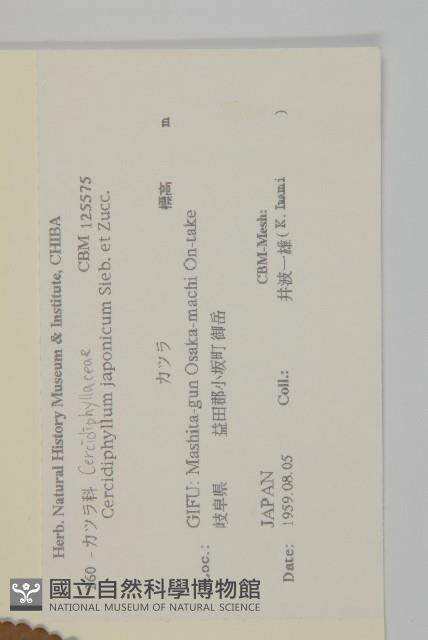 Herb. Natural History Museum & Institute, CHIBA
360 - カツラ科 Cercidiphyllaceae CBM 125575
Cercidiphyllum japonicum Sieb. et Zucc.
カツラ 標高 m
GIFU: Mashita-gun Osaka-machi On-take
Loc.:
岐阜県 益田郡小坂町 御岳
JAPAN CBM-Mesh:
Date: 1959.08.05 Coll.: 井波一雄 ( K. Inami )
國立自然科學博物館
NATIONAL MUSEUM OF NATURAL SCIENCE